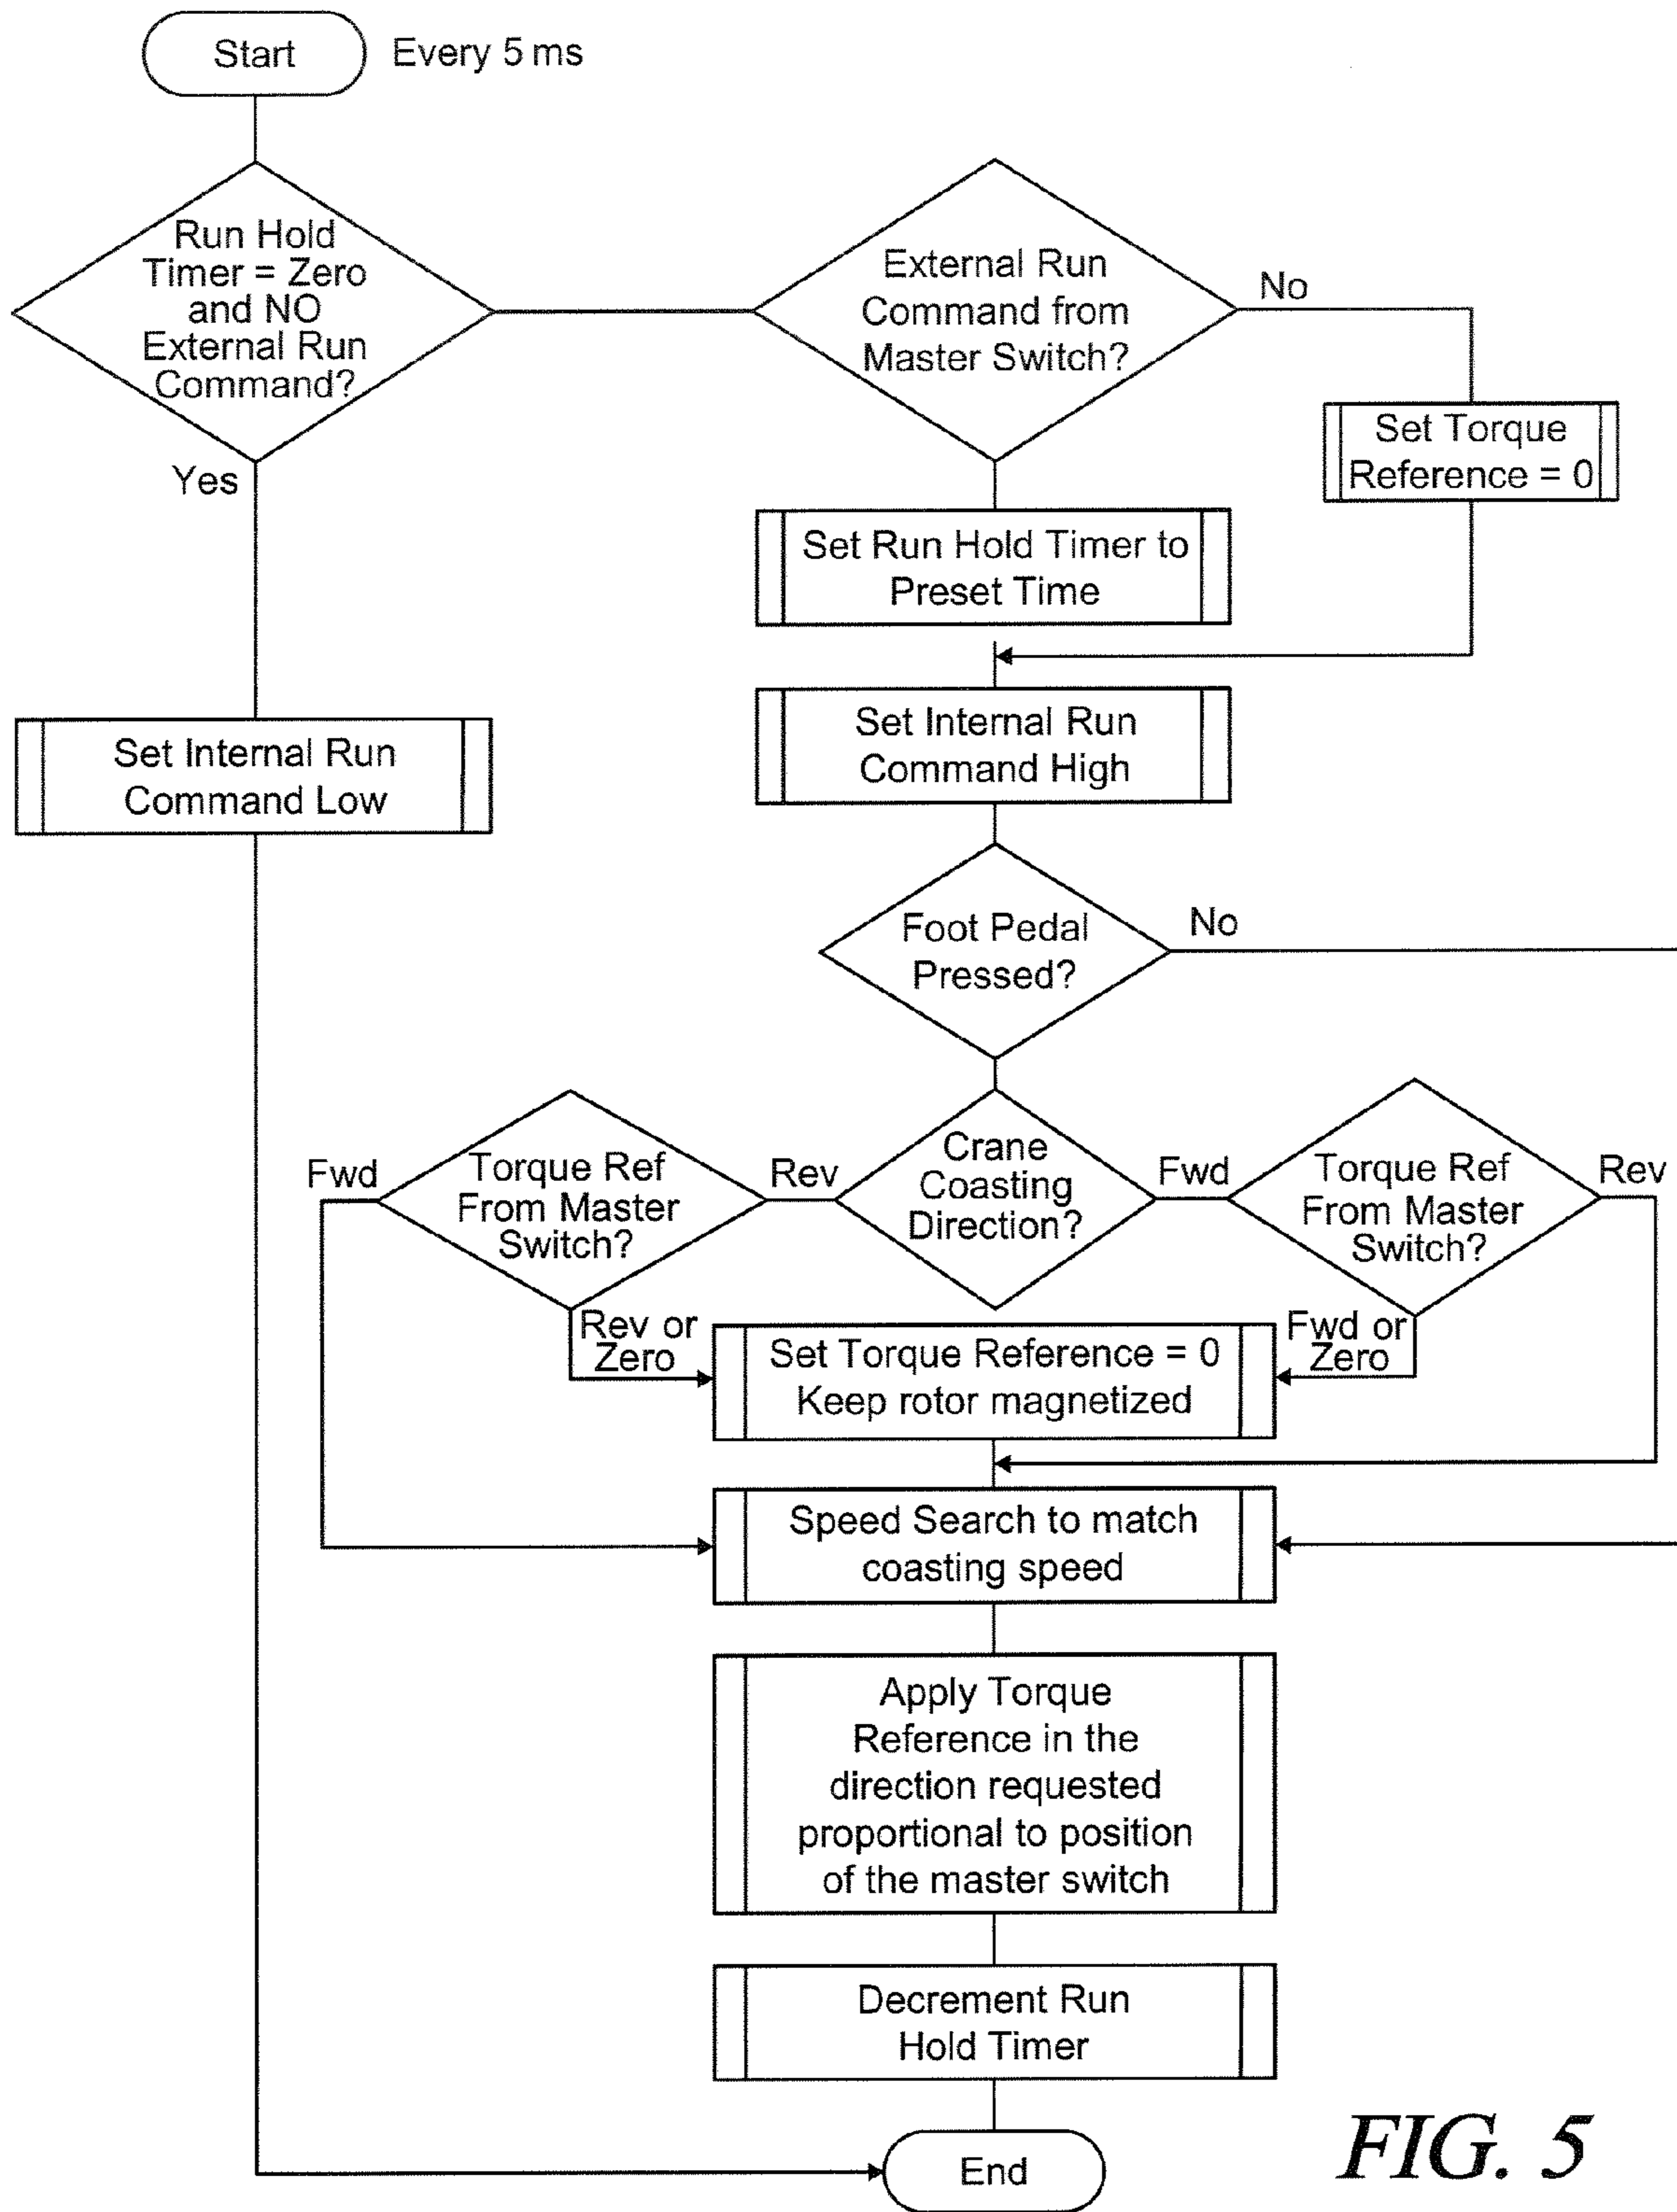 Start
Every 5 ms
Run Hold
Timer = Zero
and NO
External Run
Command?
External Run
Command from
Master Switch?
No
Set Torque
Reference = 0
Yes
Set Run Hold Timer to
Preset Time
Set Internal Run
Command Low
Set Internal Run
Command High
Foot Pedal
Pressed?
No
Fwd
Torque Ref
From Master
Switch?
Rev
Crane
Coasting
Direction?
Fwd
Torque Ref
From Master
Switch?
Rev
Rev or
Zero
Set Torque Reference = 0
Keep rotor magnetized
Fwd or
Zero
Speed Search to match
coasting speed
Apply Torque
Reference in the
direction requested
proportional to position
of the master switch
Decrement Run
Hold Timer
End
FIG. 5